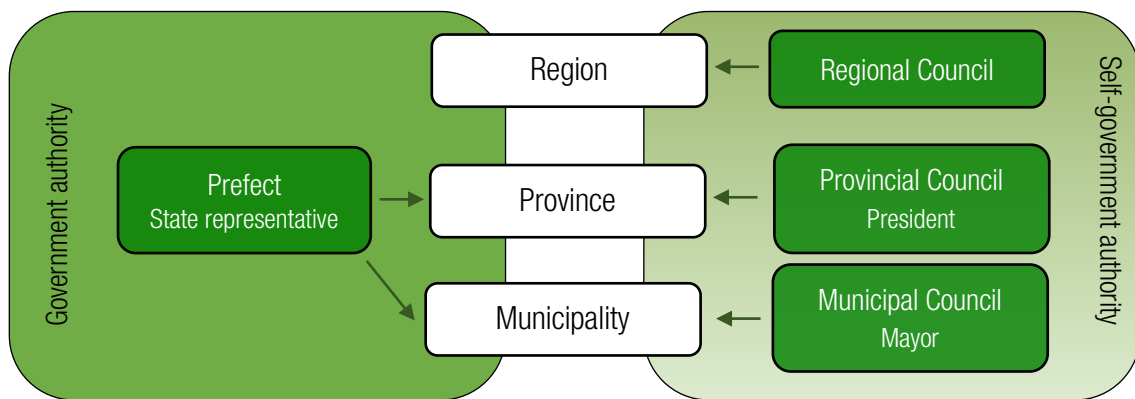 Government authority
Prefect
State representative
Region
Province
Municipality
Regional Council
Provincial Council
President
Municipal Council
Mayor
Self-government authority